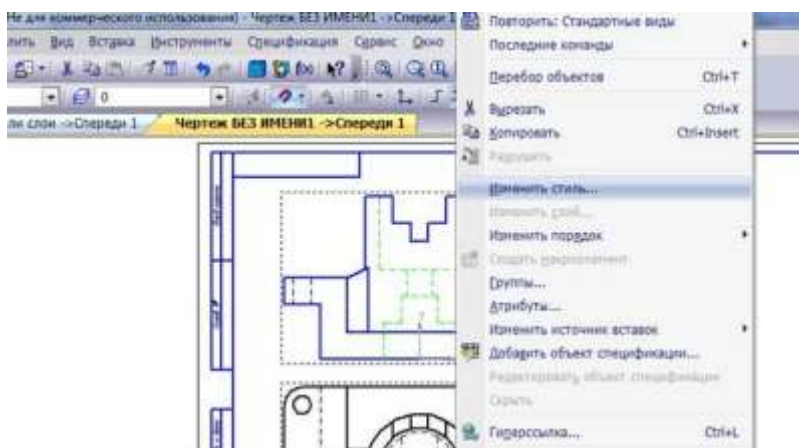 Не для коммерческого использования) - Чертеж БЕЗ ИМЕНИ1 ->Спереди 1
Вид Вставка Инструменты Спецификация Сервис Окно
0
ли слои ->Спереди 1
Чертеж БЕЗ ИМЕНИ1 ->Спереди 1
Повторить: Стандартные виды
Последние команды
Перебор объектов Ctrl+T
Вырезать Ctrl+X
Копировать Ctrl+Insert
Разрушить
Изменить стиль...
Изменить слой...
Изменить порядок
Создать макроэлемент
Группы...
Атрибуты...
Изменить источник вставок
Добавить объект спецификации...
Редактировать объект спецификации
Скрыть
Гиперссылка... Ctrl+L